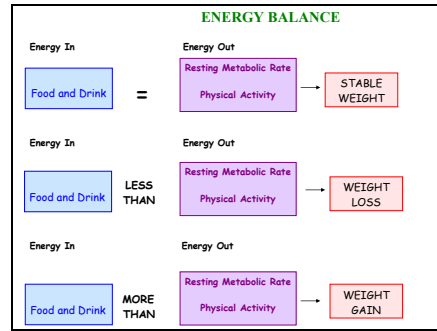 ENERGY BALANCE
Energy In
Energy Out
Food and Drink
=
Resting Metabolic Rate
Physical Activity
STABLE
WEIGHT
Energy In
Energy Out
Food and Drink
LESS
THAN
Resting Metabolic Rate
Physical Activity
WEIGHT
LOSS
Energy In
Energy Out
Food and Drink
MORE
THAN
Resting Metabolic Rate
Physical Activity
WEIGHT
GAIN